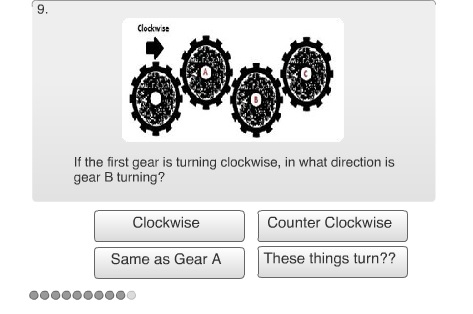 9.
Clockwise
A
B
C
If the first gear is turning clockwise, in what direction is
gear B turning?
Clockwise
Counter Clockwise
Same as Gear A
These things turn??